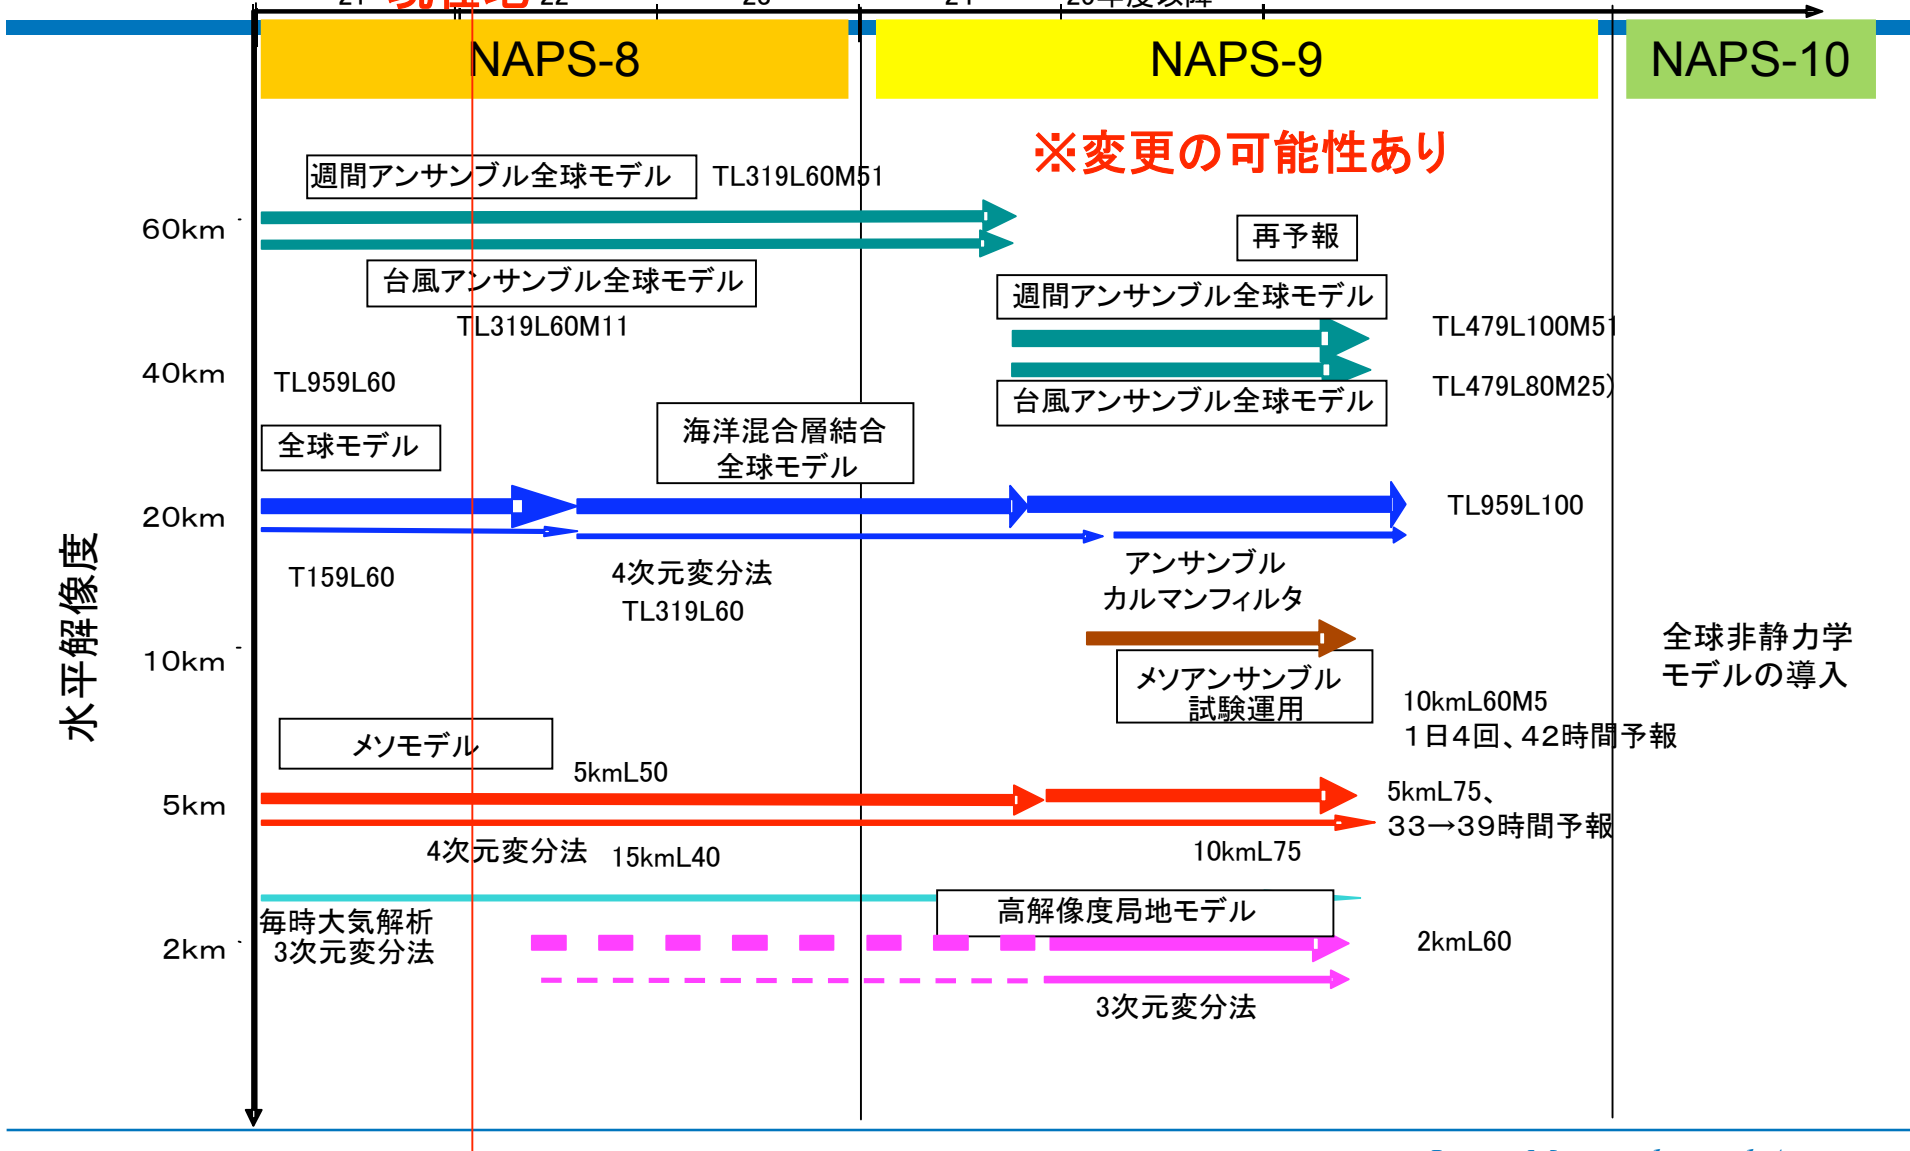 NAPS-8
NAPS-9
NAPS-10
※変更の可能性あり
週間アンサンブル全球モデル
TL319L60M51
60km
再予報
台風アンサンブル全球モデル
週間アンサンブル全球モデル
TL319L60M11
TL479L100M51
40km
TL959L60
TL479L80M25)
台風アンサンブル全球モデル
全球モデル
海洋混合層結合
全球モデル
20km
TL959L100
水平解像度
T159L60
4次元変分法
TL319L60
アンサンブル
カルマンフィルタ
10km
全球非静力学
モデルの導入
メソアンサンブル
試験運用
10kmL60M5
1日4回、42時間予報
メソモデル
5kmL50
5km
5kmL75、
33→39時間予報
4次元変分法
15kmL40
10kmL75
毎時大気解析
3次元変分法
高解像度局地モデル
2km
2kmL60
3次元変分法